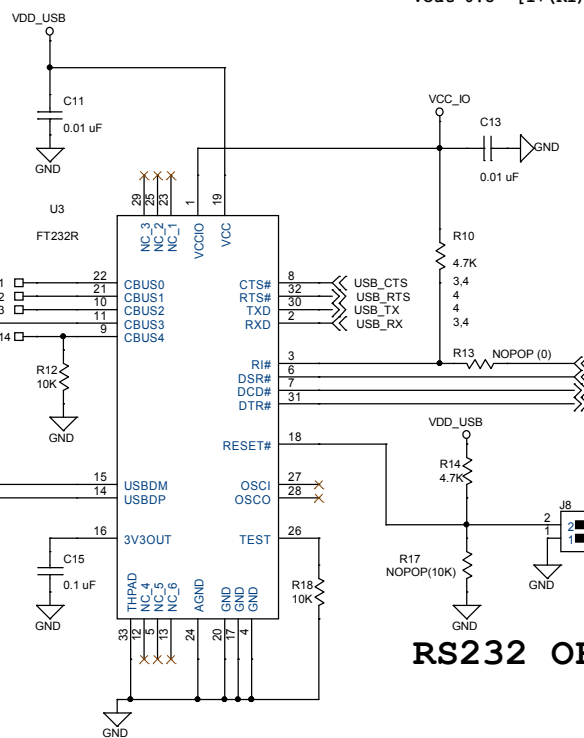 VDD_USB
C11
0.01 uF
GND
VCC_IO
C13
GND
0.01 uF
U3
FT232R
29
25
23
1
19
NC_3
NC_2
NC_1
VCCIO
VCC
R10
4.7K
22
CBUS0
21
CBUS1
10
CBUS2
11
CBUS3
9
CBUS4
14
R12
10K
GND
CTS#
8
USB_CTS
3,4
RTS#
32
USB_RTS
4
TXD
30
USB_TX
4
RXD
2
USB_RX
3,4
RI#
3
R13
NOPOP (0)
DSR#
6
DCD#
7
DTR#
31
VDD_USB
RESET#
18
R14
4.7K
15
USBDM
14
USBDP
OSCI
27
OSCO
28
J8
2
2
1
1
GND
16
3V3OUT
TEST
26
C15
0.1 uF
GND
R17
NOPOP(10K)
GND
R18
10K
THPAD
NC_4
NC_5
NC_6
AGND
GND
GND
GND
33
12
5
13
24
20
17
4
GND
RS232